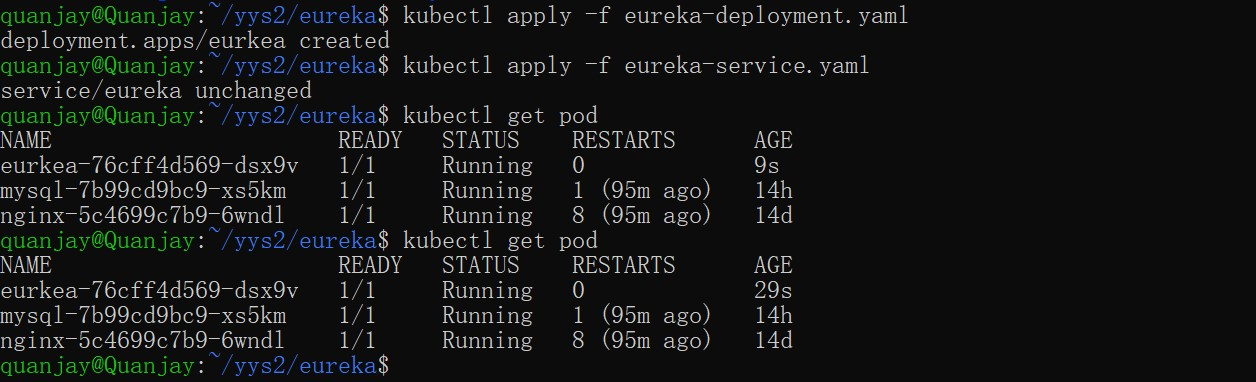 quanjay@Quanjay:~/yys2/eureka$ kubectl apply -f eureka-deployment.yaml
deployment.apps/eurkea created
quanjay@Quanjay:~/yys2/eureka$ kubectl apply -f eureka-service.yaml
service/eureka unchanged
quanjay@Quanjay:~/yys2/eureka$ kubectl get pod
NAME READY STATUS RESTARTS AGE
eurkea-76cff4d569-dsx9v 1/1 Running 0 9s
mysql-7b99cd9bc9-xs5km 1/1 Running 1 (95m ago) 14h
nginx-5c4699c7b9-6wndl 1/1 Running 8 (95m ago) 14d
quanjay@Quanjay:~/yys2/eureka$ kubectl get pod
NAME READY STATUS RESTARTS AGE
eurkea-76cff4d569-dsx9v 1/1 Running 0 29s
mysql-7b99cd9bc9-xs5km 1/1 Running 1 (95m ago) 14h
nginx-5c4699c7b9-6wndl 1/1 Running 8 (95m ago) 14d
quanjay@Quanjay:~/yys2/eureka$